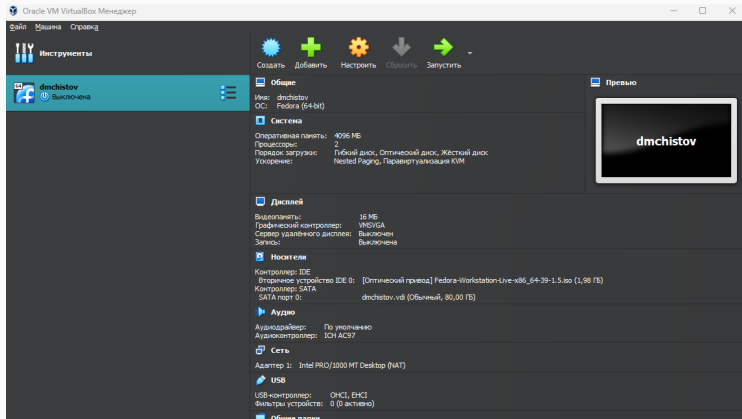 Oracle VM VirtualBox Менеджер
Файл Машина Справка
Инструменты
Создать Добавить Настроить Сбросить Запустить
64
dmchistov
Выключена
Общие
Имя: dmchistov
ОС: Fedora (64-bit)
Превью
dmchistov
Система
Оперативная память: 4096 МБ
Процессоры: 2
Порядок загрузки: Гибкий диск, Оптический диск, Жёсткий диск
Ускорение: Nested Paging, Паравиртуализация KVM
Дисплей
Видеопамять: 16 МБ
Графический контроллер: VMSVGA
Сервер удалённого дисплея: Выключен
Запись: Выключена
Носители
Контроллер: IDE
Вторичное устройство IDE 0: [Оптический привод] Fedora-Workstation-Live-x86_64-39-1.5.iso (1,98 ГБ)
Контроллер: SATA
SATA порт 0: dmchistov.vdi (Обычный, 80,00 ГБ)
Аудио
Аудиодрайвер: По умолчанию
Аудиоконтроллер: ICH AC97
Сеть
Адаптер 1: Intel PRO/1000 MT Desktop (NAT)
USB
USB-контроллер: OHCI, EHCI
Фильтры устройств: 0 (0 активно)
Общие папки